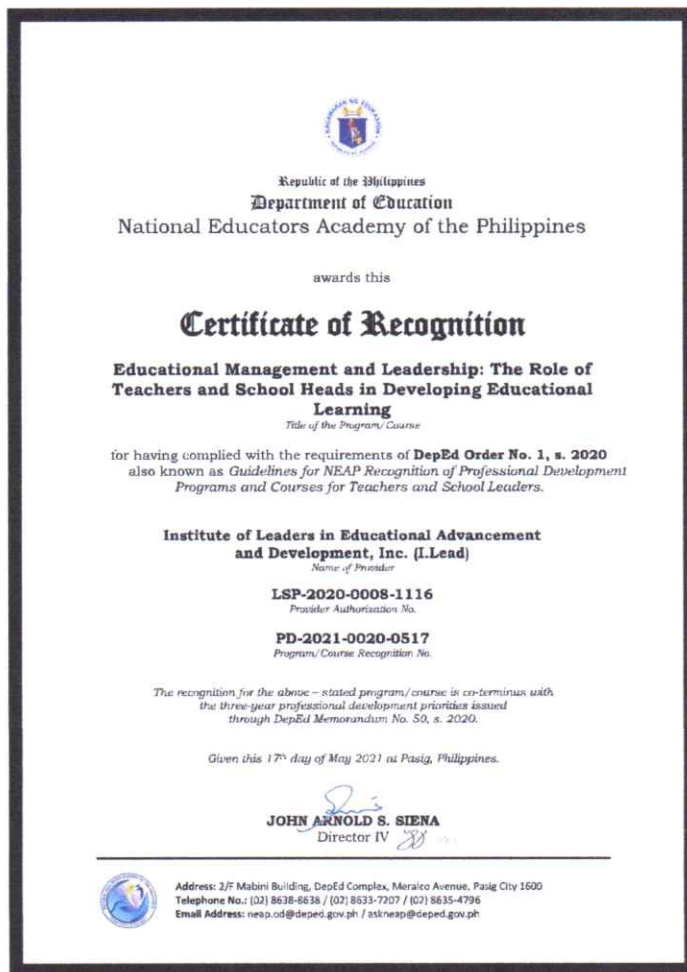 KAGAWARAN NG EDUKASYON
Republic of the Philippines
Department of Education
National Educators Academy of the Philippines
awards this
Certificate of Recognition
Educational Management and Leadership: The Role of
Teachers and School Heads in Developing Educational
Learning
Title of the Program/Course
for having complied with the requirements of DepEd Order No. 1, s. 2020
also known as Guidelines for NEAP Recognition of Professional Development
Programs and Courses for Teachers and School Leaders.
Institute of Leaders in Educational Advancement
and Development, Inc. (I.Lead)
Name of Provider
LSP-2020-0008-1116
Provider Authorization No.
PD-2021-0020-0517
Program/Course Recognition No.
The recognition for the above – stated program/course is co-terminus with
the three-year professional development priorities issued
through DepEd Memorandum No. 50, s. 2020.
Given this 17th day of May 2021 at Pasig, Philippines.
JOHN ARNOLD S. SIENA
Director IV
Address: 2/F Mabini Building, DepEd Complex, Meralco Avenue, Pasig City 1600
Telephone No.: (02) 8638-8638 / (02) 8633-7207 / (02) 8635-4796
Email Address: neap.od@deped.gov.ph / askneap@deped.gov.ph